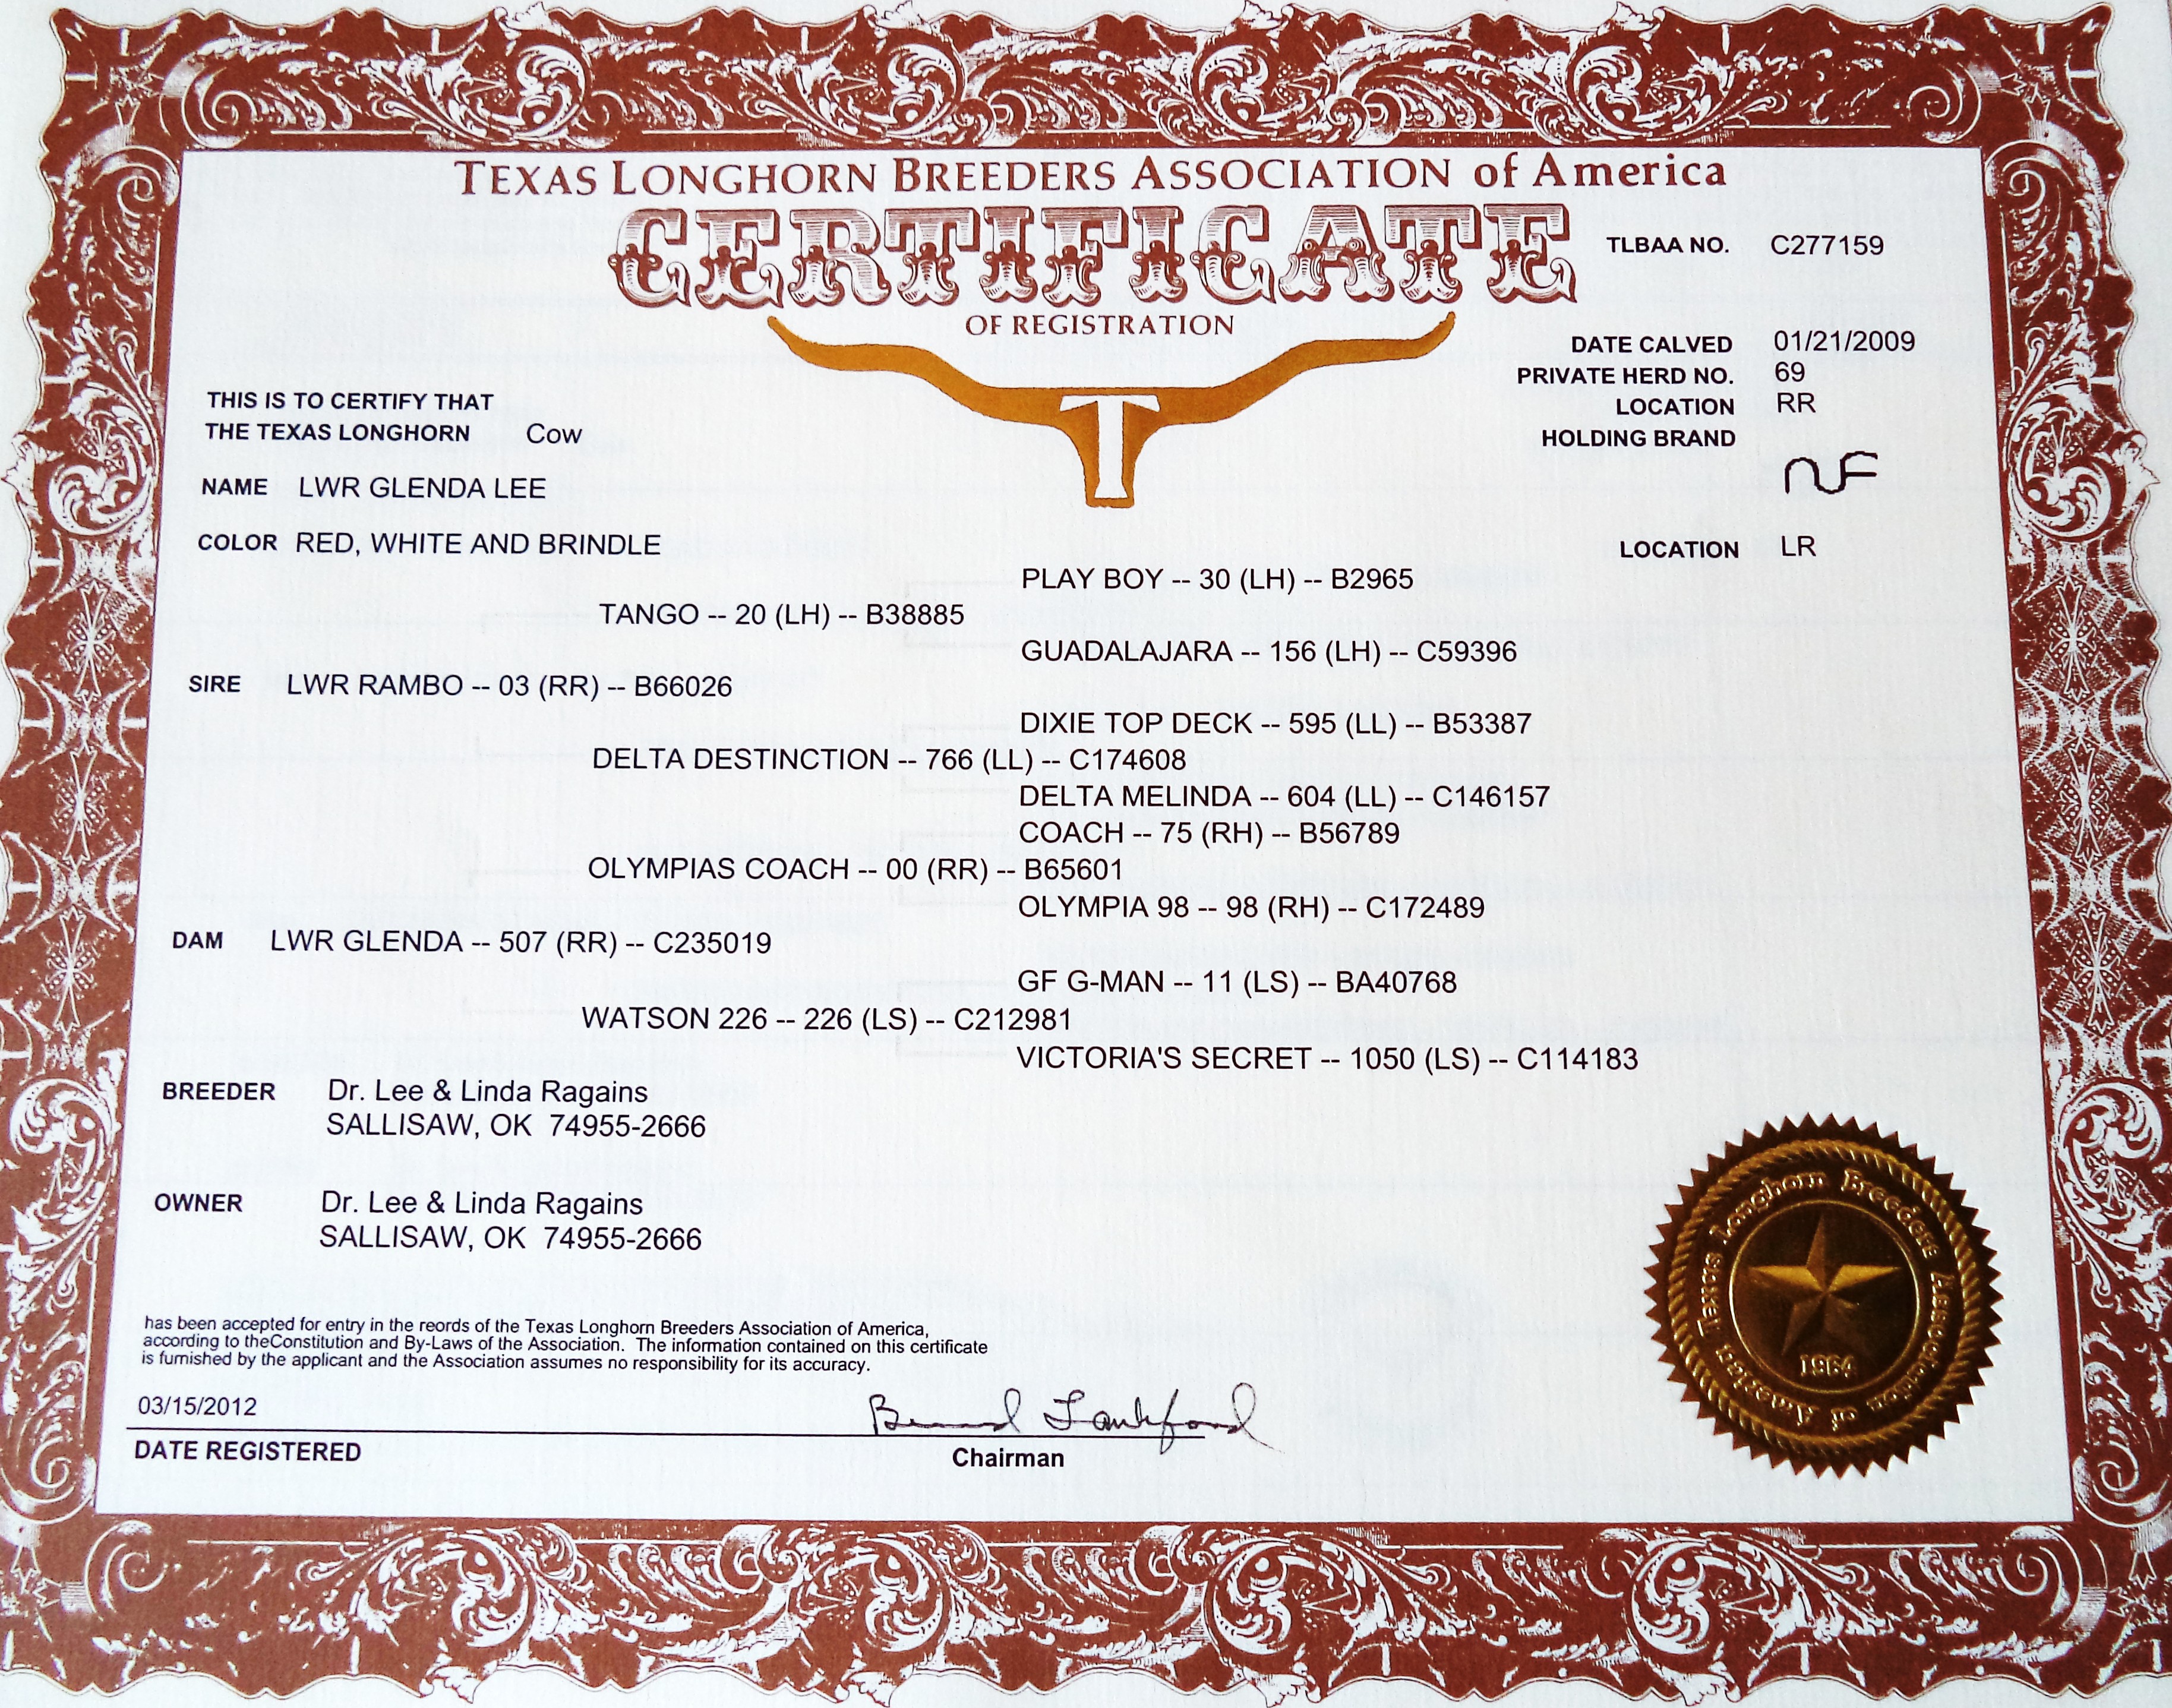 TEXAS LONGHORN BREEDERS ASSOCIATION of America
CERTIFICATE
OF REGISTRATION
TLBAA NO. C277159
DATE CALVED 01/21/2009
PRIVATE HERD NO. 69
LOCATION RR
HOLDING BRAND
THIS IS TO CERTIFY THAT
THE TEXAS LONGHORN Cow
NAME LWR GLENDA LEE
COLOR RED, WHITE AND BRINDLE
LOCATION LR
PLAY BOY -- 30 (LH) -- B2965
TANGO -- 20 (LH) -- B38885
GUADALAJARA -- 156 (LH) -- C59396
SIRE LWR RAMBO -- 03 (RR) -- B66026
DIXIE TOP DECK -- 595 (LL) -- B53387
DELTA DESTINCTION -- 766 (LL) -- C174608
DELTA MELINDA -- 604 (LL) -- C146157
COACH -- 75 (RH) -- B56789
OLYMPIAS COACH -- 00 (RR) -- B65601
OLYMPIA 98 -- 98 (RH) -- C172489
DAM LWR GLENDA -- 507 (RR) -- C235019
GF G-MAN -- 11 (LS) -- BA40768
WATSON 226 -- 226 (LS) -- C212981
VICTORIA'S SECRET -- 1050 (LS) -- C114183
BREEDER Dr. Lee & Linda Ragains
SALLISAW, OK 74955-2666
OWNER Dr. Lee & Linda Ragains
SALLISAW, OK 74955-2666
has been accepted for entry in the reords of the Texas Longhorn Breeders Association of America,
according to theConstitution and By-Laws of the Association. The information contained on this certificate
is furnished by the applicant and the Association assumes no responsibility for its accuracy.
03/15/2012
DATE REGISTERED
Bernard Lankford
Chairman
Texas Longhorn Breeders Association of America
1964